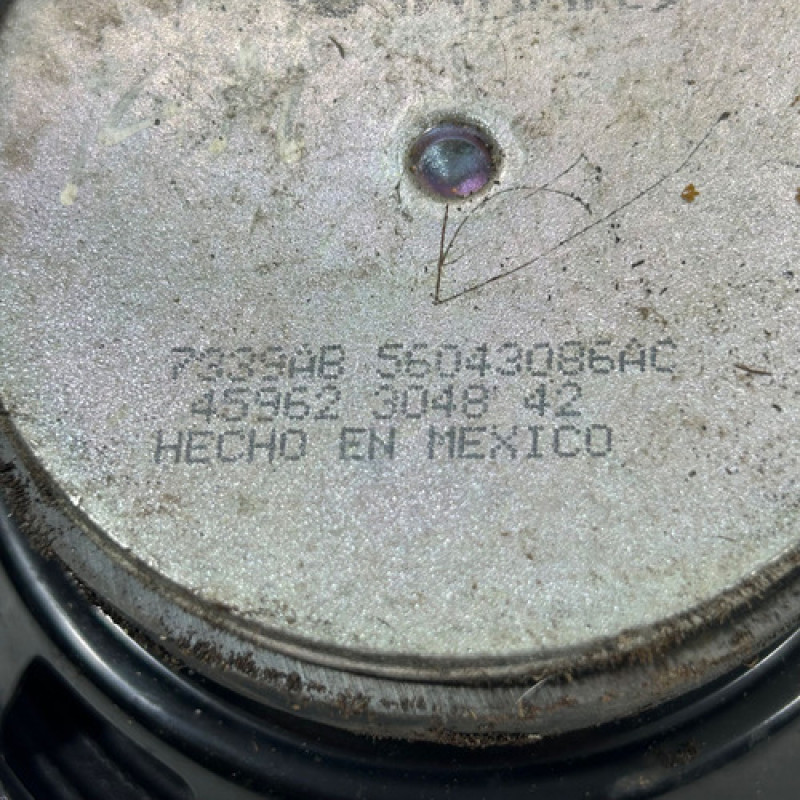 7339AB 56043086AC
45962 3048 42
HECHO EN MEXICO